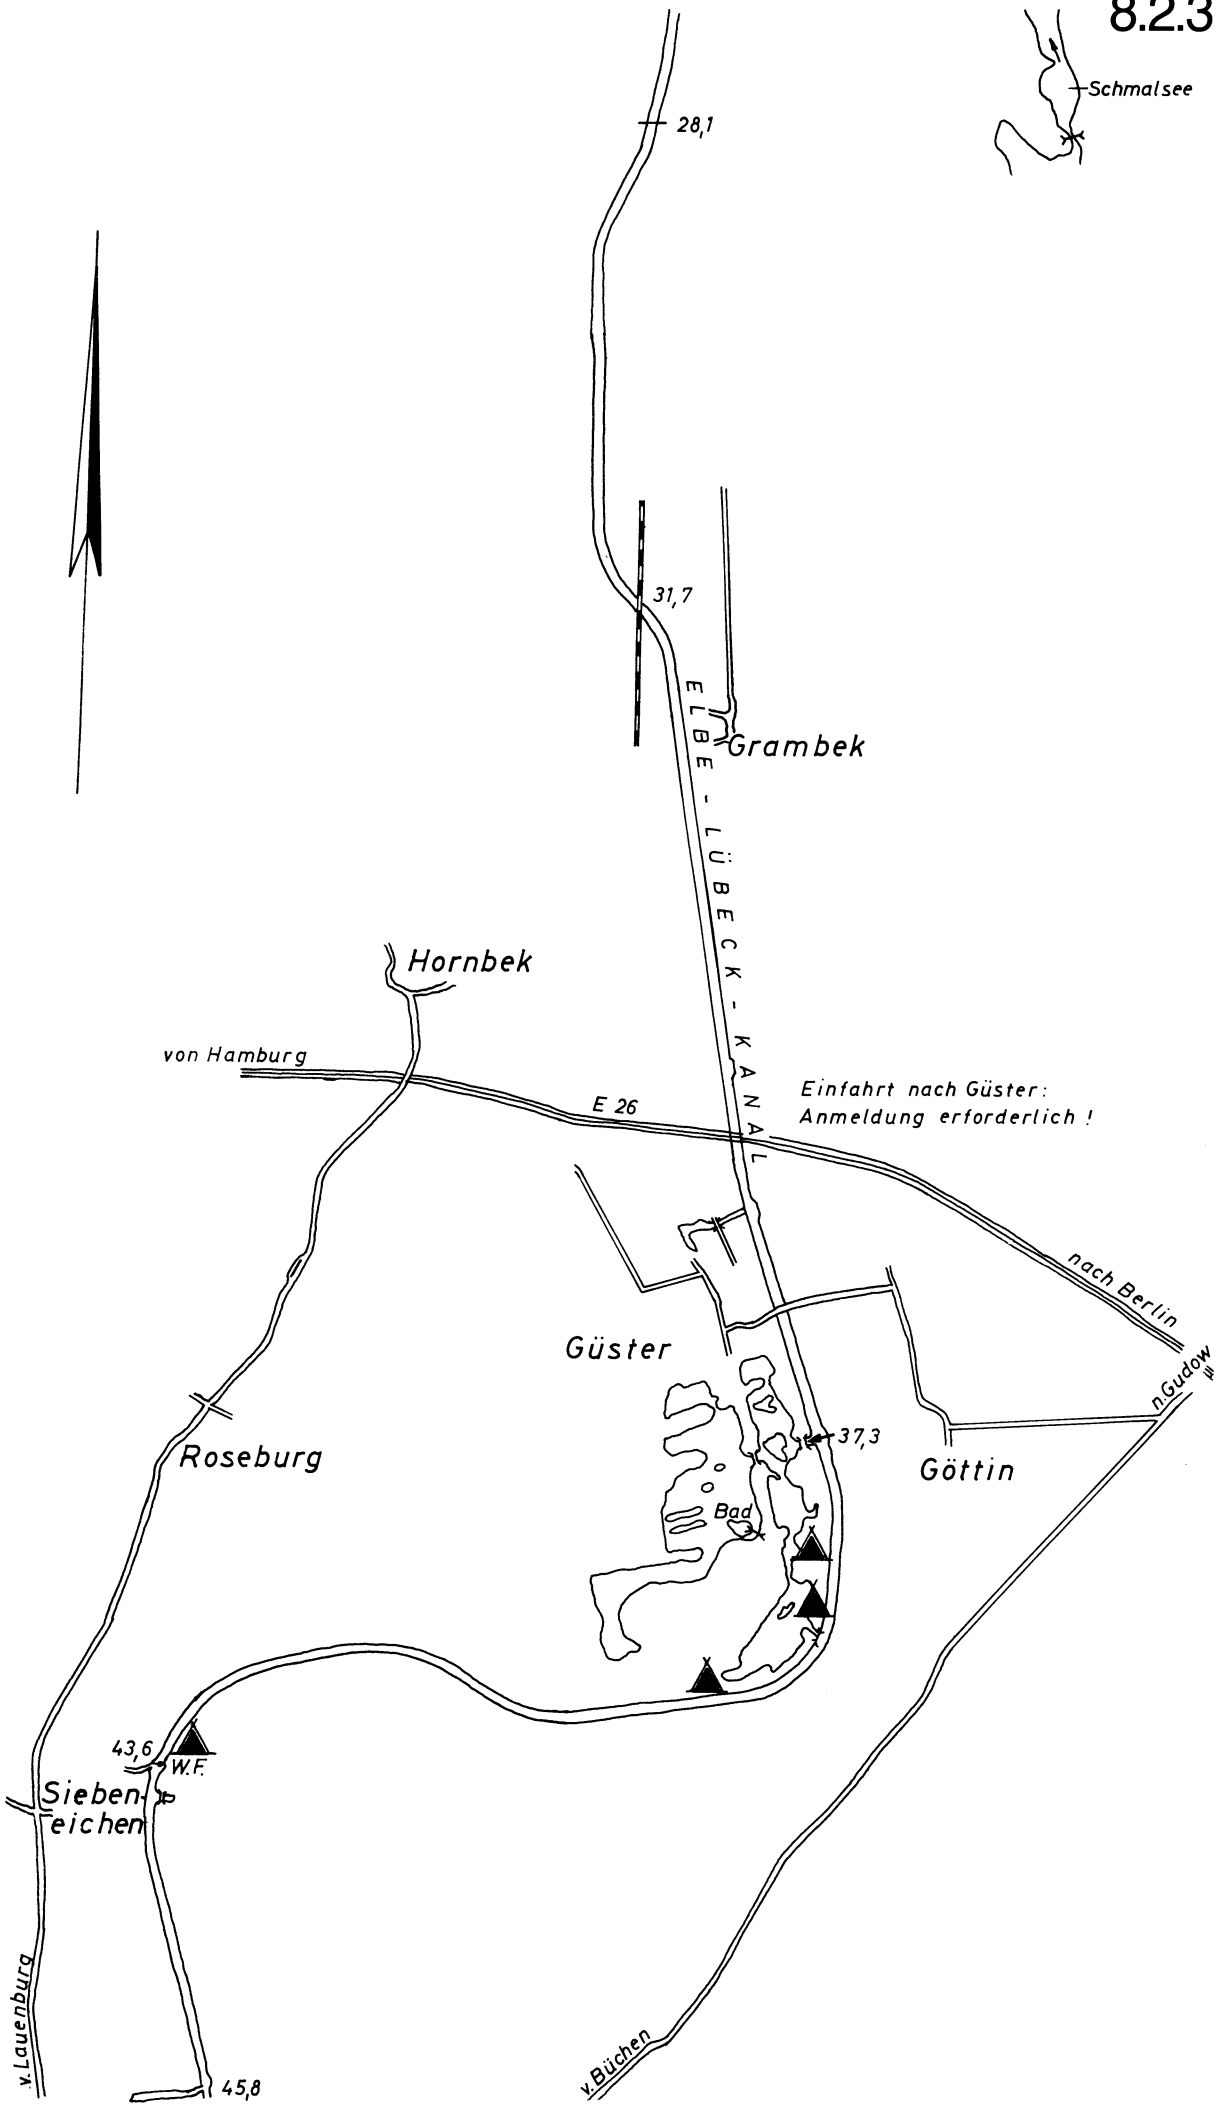 8.2.3
Schmalsee
28,1
31,7
ELBE - LÜBECK - KANAL
Grambek
Hornbek
von Hamburg
E 26
Einfahrt nach Güster:
Anmeldung erforderlich !
nach Berlin
n. Gudow
Güster
37,3
Roseburg
Göttin
Bad
43,6
W.F.
Sieben-
eichen
v. Lauenburg
v. Büchen
45,8